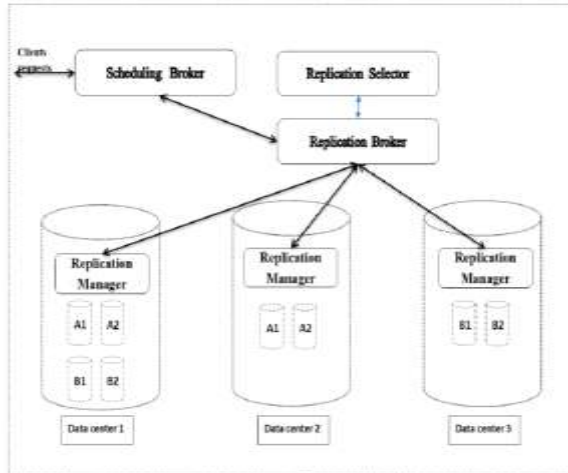 Clients
requests
Scheduling Broker
Replication Selector
Replication Broker
Replication
Manager
Replication
Manager
Replication
Manager
A1
A2
A1
A2
B1
B2
B1
B2
Data center 1
Data center 2
Data center 3